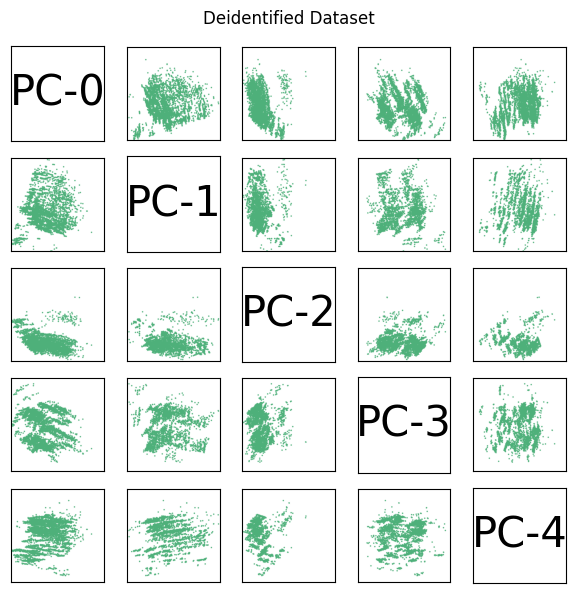 Deidentified Dataset
PC-0
PC-1
PC-2
PC-3
PC-4